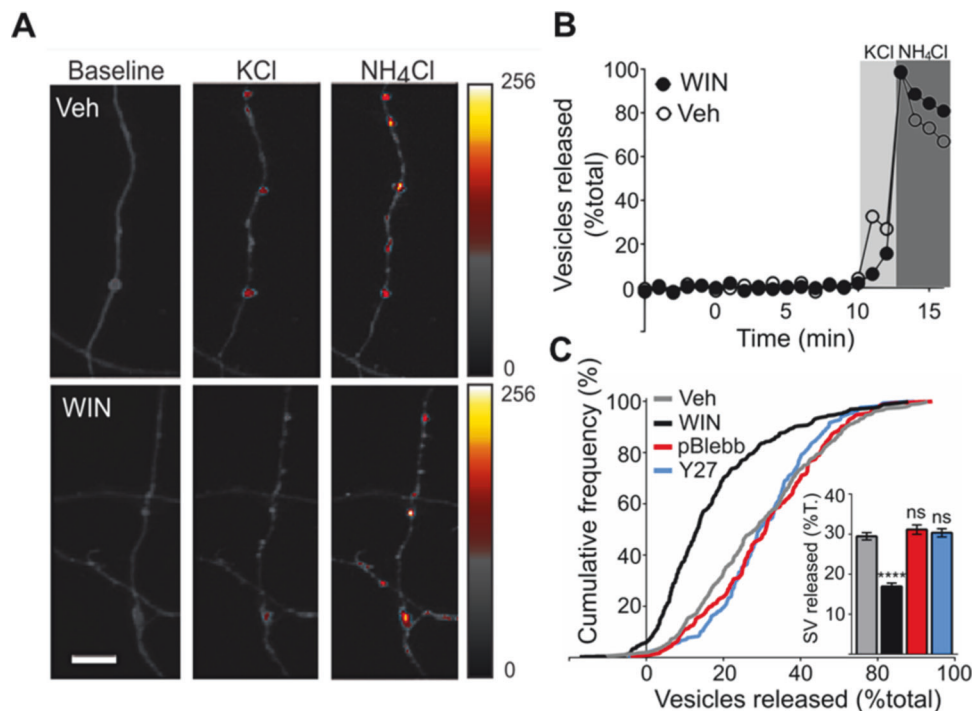 A
Baseline KCl NH4Cl
Veh
256
0
WIN
256
0
B
KCl NH4Cl
WIN
Veh
Vesicles released
(%total)
100
80
60
40
20
0
0 5 10 15
Time (min)
C
Cumulative frequency (%)
100
80
60
40
20
Veh
WIN
pBlebb
Y27
SV released (%T.)
30
20
10
****
ns
ns
0 20 40 60 80 100
Vesicles released (%total)